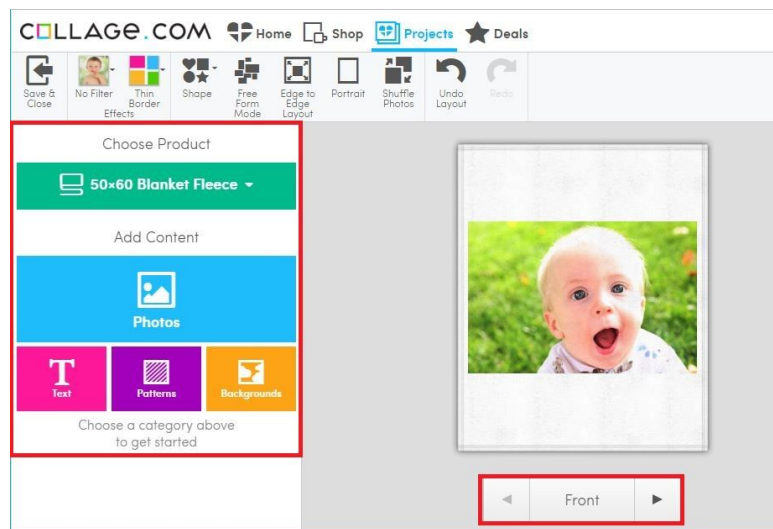 COLLAGE.COM Home Shop Projects Deals
Save & Close
No Filter
Thin Border
Effects
Shape
Free Form Mode
Edge to Edge Layout
Portrait
Shuffle Photos
Undo Layout
Redo
Choose Product
50×60 Blanket Fleece
Add Content
Photos
Text Patterns Backgrounds
Choose a category above
to get started
Front